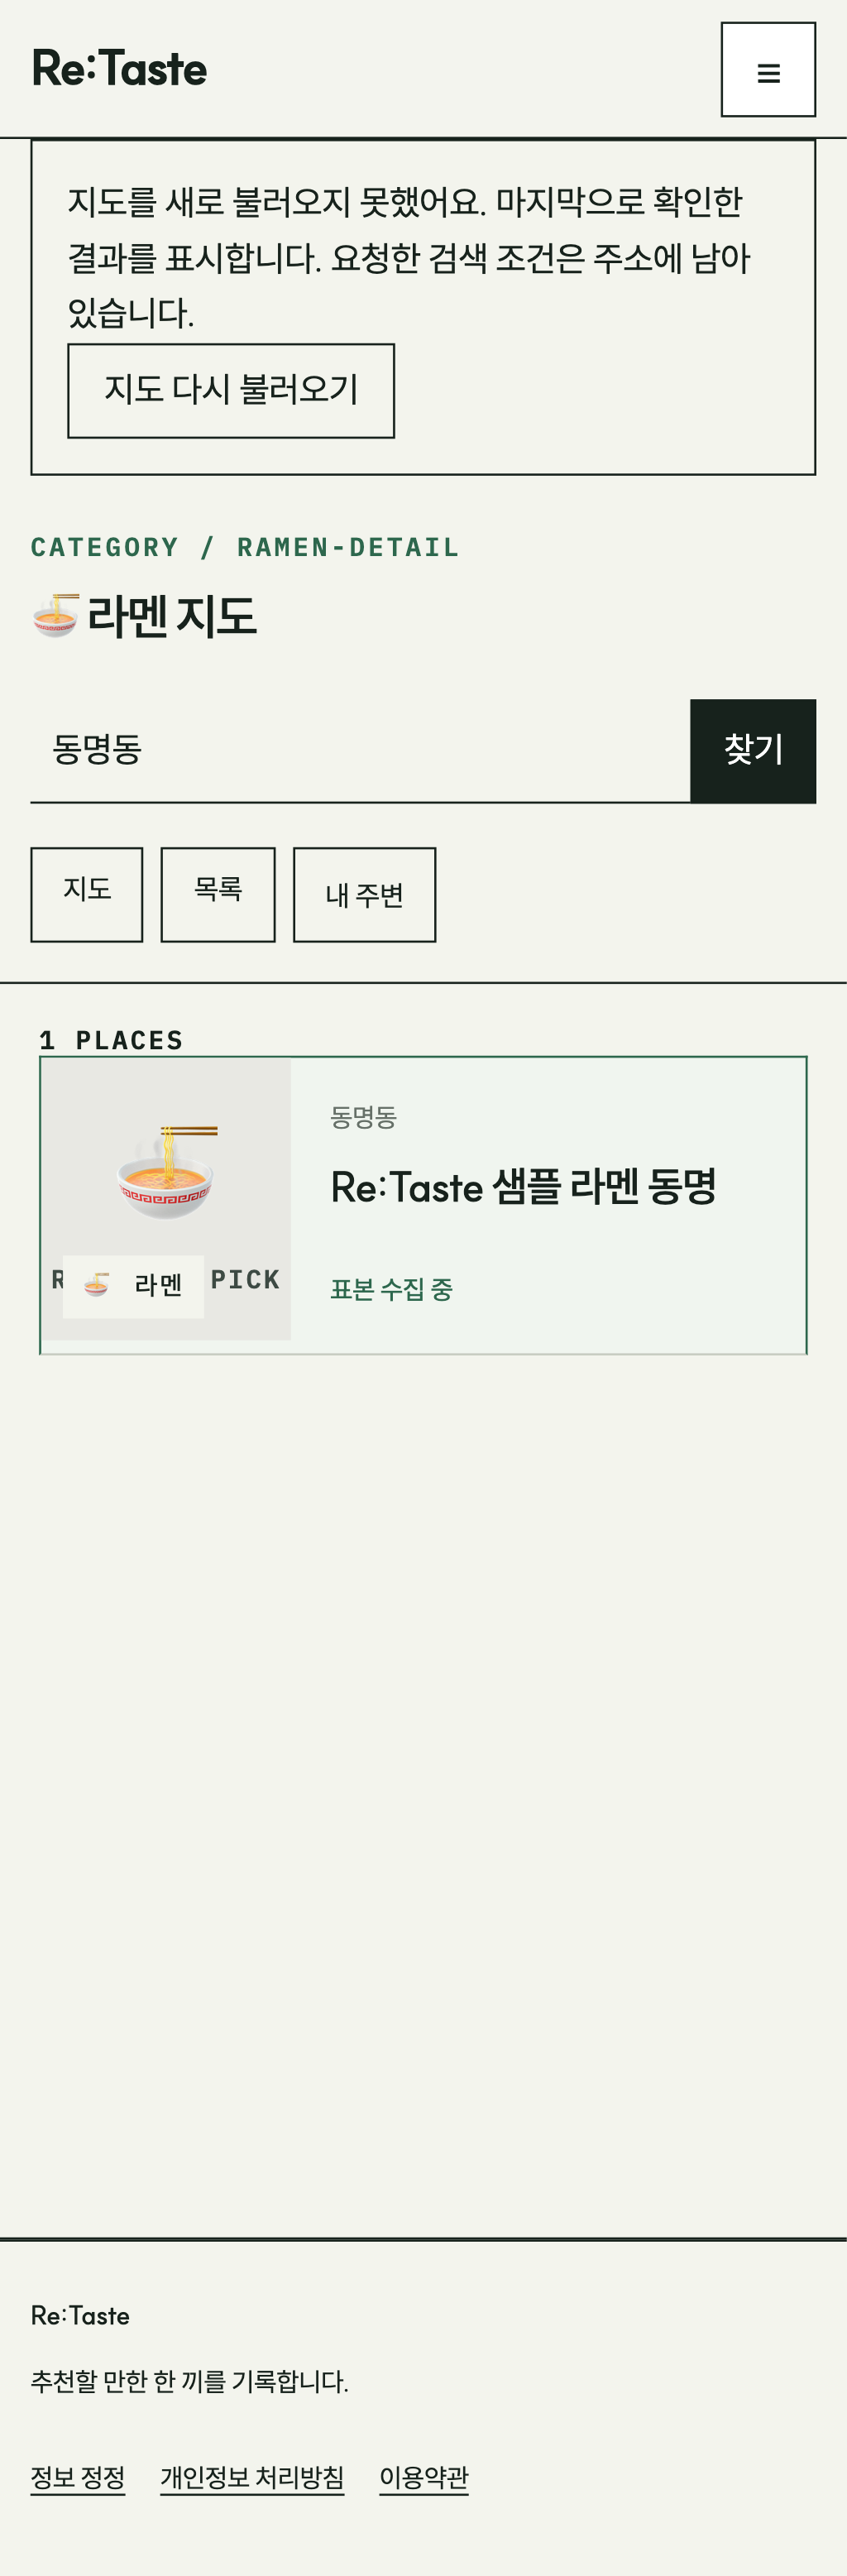 Re:Taste
지도를 새로 불러오지 못했어요. 마지막으로 확인한
결과를 표시합니다. 요청한 검색 조건은 주소에 남아
있습니다.
지도 다시 불러오기
CATEGORY / RAMEN-DETAIL
라멘 지도
동명동
찾기
지도
목록
내 주변
1 PLACES
동명동
Re:Taste 샘플 라멘 동명
라멘
PICK
표본 수집 중
Re:Taste
추천할 만한 한 끼를 기록합니다.
정보 정정
개인정보 처리방침
이용약관